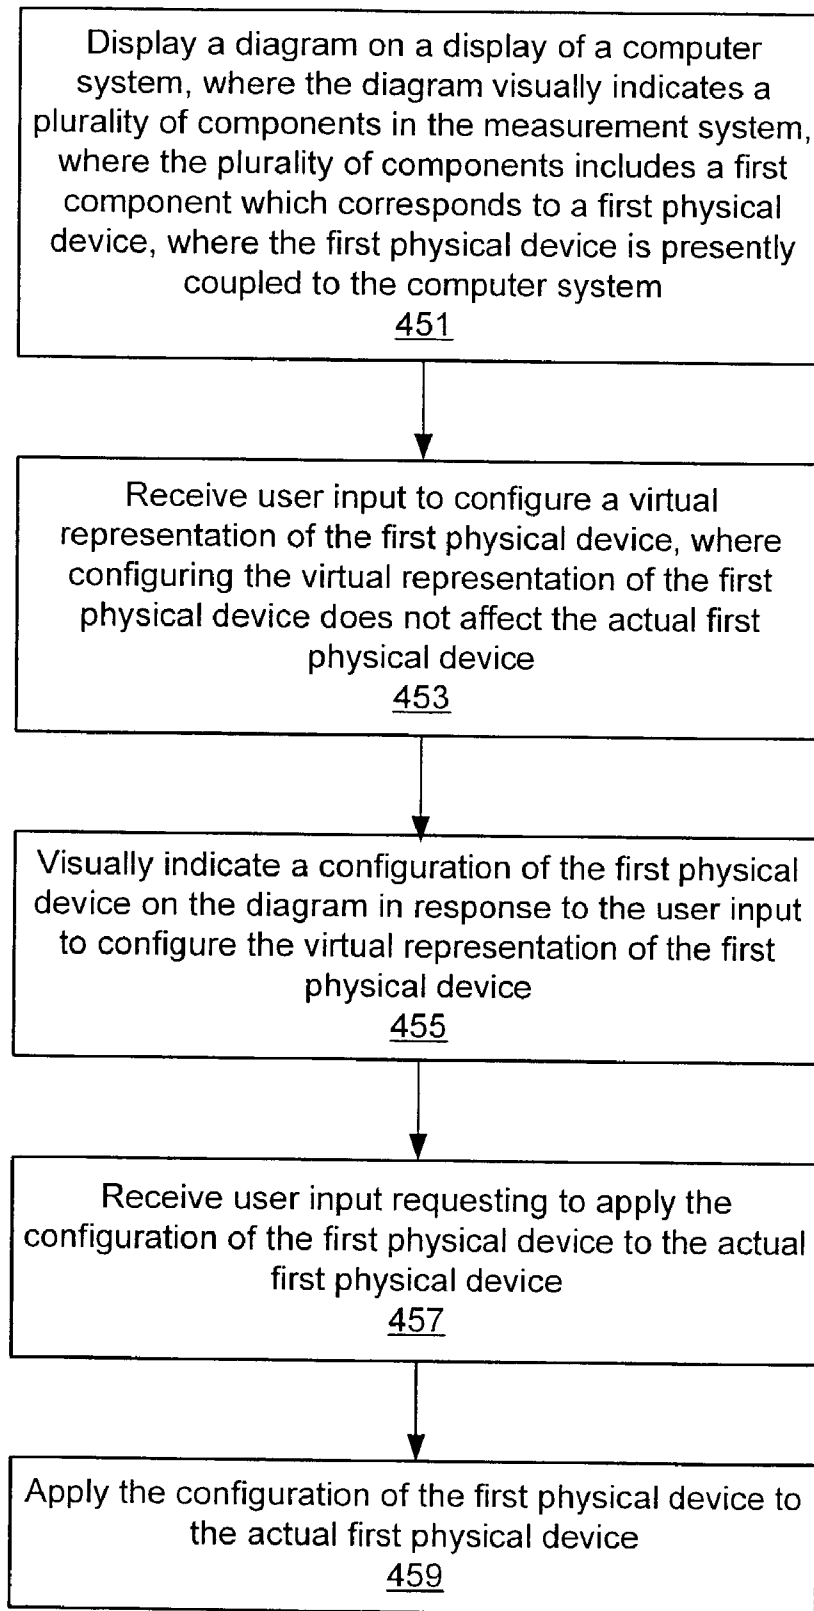 Display a diagram on a display of a computer
system, where the diagram visually indicates a
plurality of components in the measurement system,
where the plurality of components includes a first
component which corresponds to a first physical
device, where the first physical device is presently
coupled to the computer system
451
Receive user input to configure a virtual
representation of the first physical device, where
configuring the virtual representation of the first
physical device does not affect the actual first
physical device
453
Visually indicate a configuration of the first physical
device on the diagram in response to the user input
to configure the virtual representation of the first
physical device
455
Receive user input requesting to apply the
configuration of the first physical device to the actual
first physical device
457
Apply the configuration of the first physical device to
the actual first physical device
459